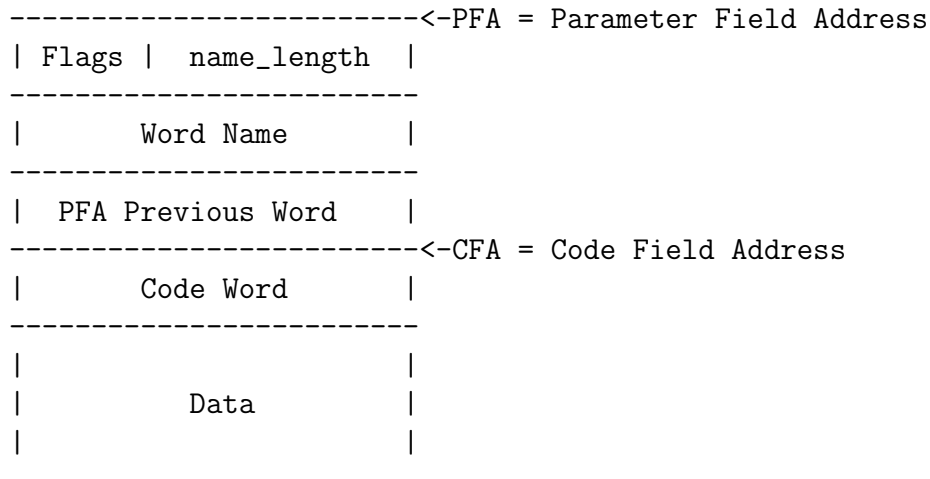 -------------------------<-PFA = Parameter Field Address
| Flags |  name_length  |
-------------------------
|       Word Name       |
-------------------------
|  PFA Previous Word    |
-------------------------<-CFA = Code Field Address
|       Code Word       |
-------------------------
|                       |
|          Data         |
|                       |